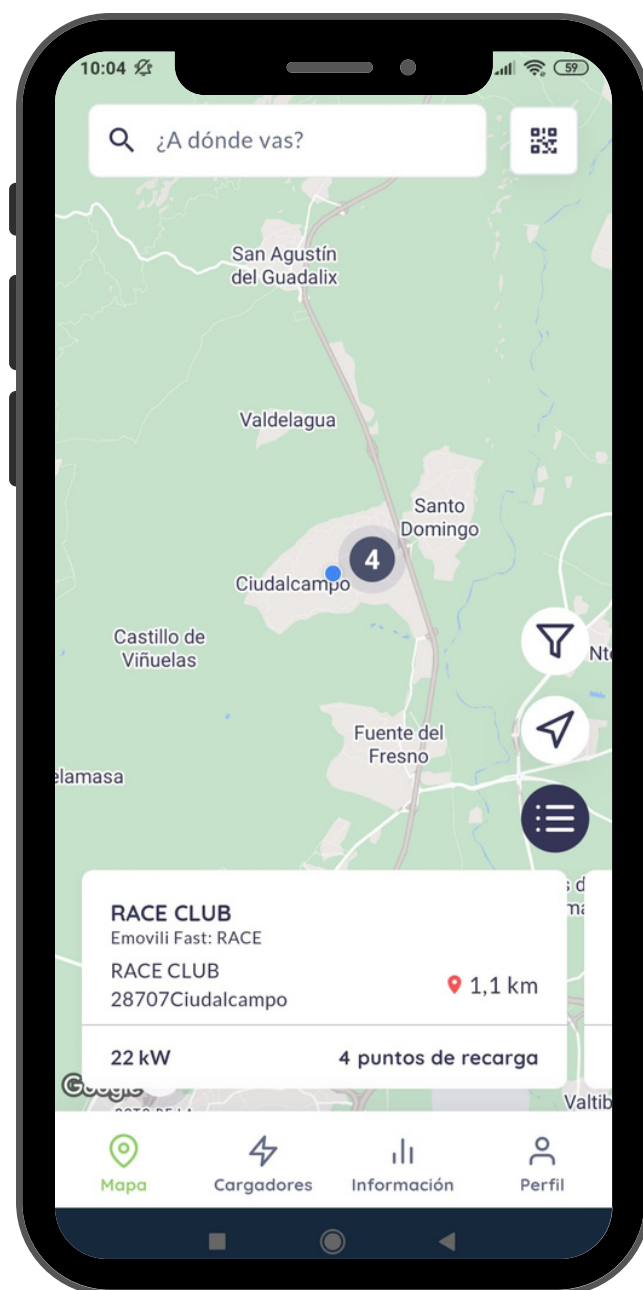 10:04
59
¿A dónde vas?
San Agustín
del Guadalix
Valdelagua
Santo
Domingo
4
Ciudalcampo
Castillo de
Viñuelas
Nto
Fuente del
Fresno
elamasa
RACE CLUB
Emovili Fast: RACE
RACE CLUB
28707Ciudalcampo
1,1 km
22 kW
4 puntos de recarga
Google
Valtib
Mapa
Cargadores
Información
Perfil